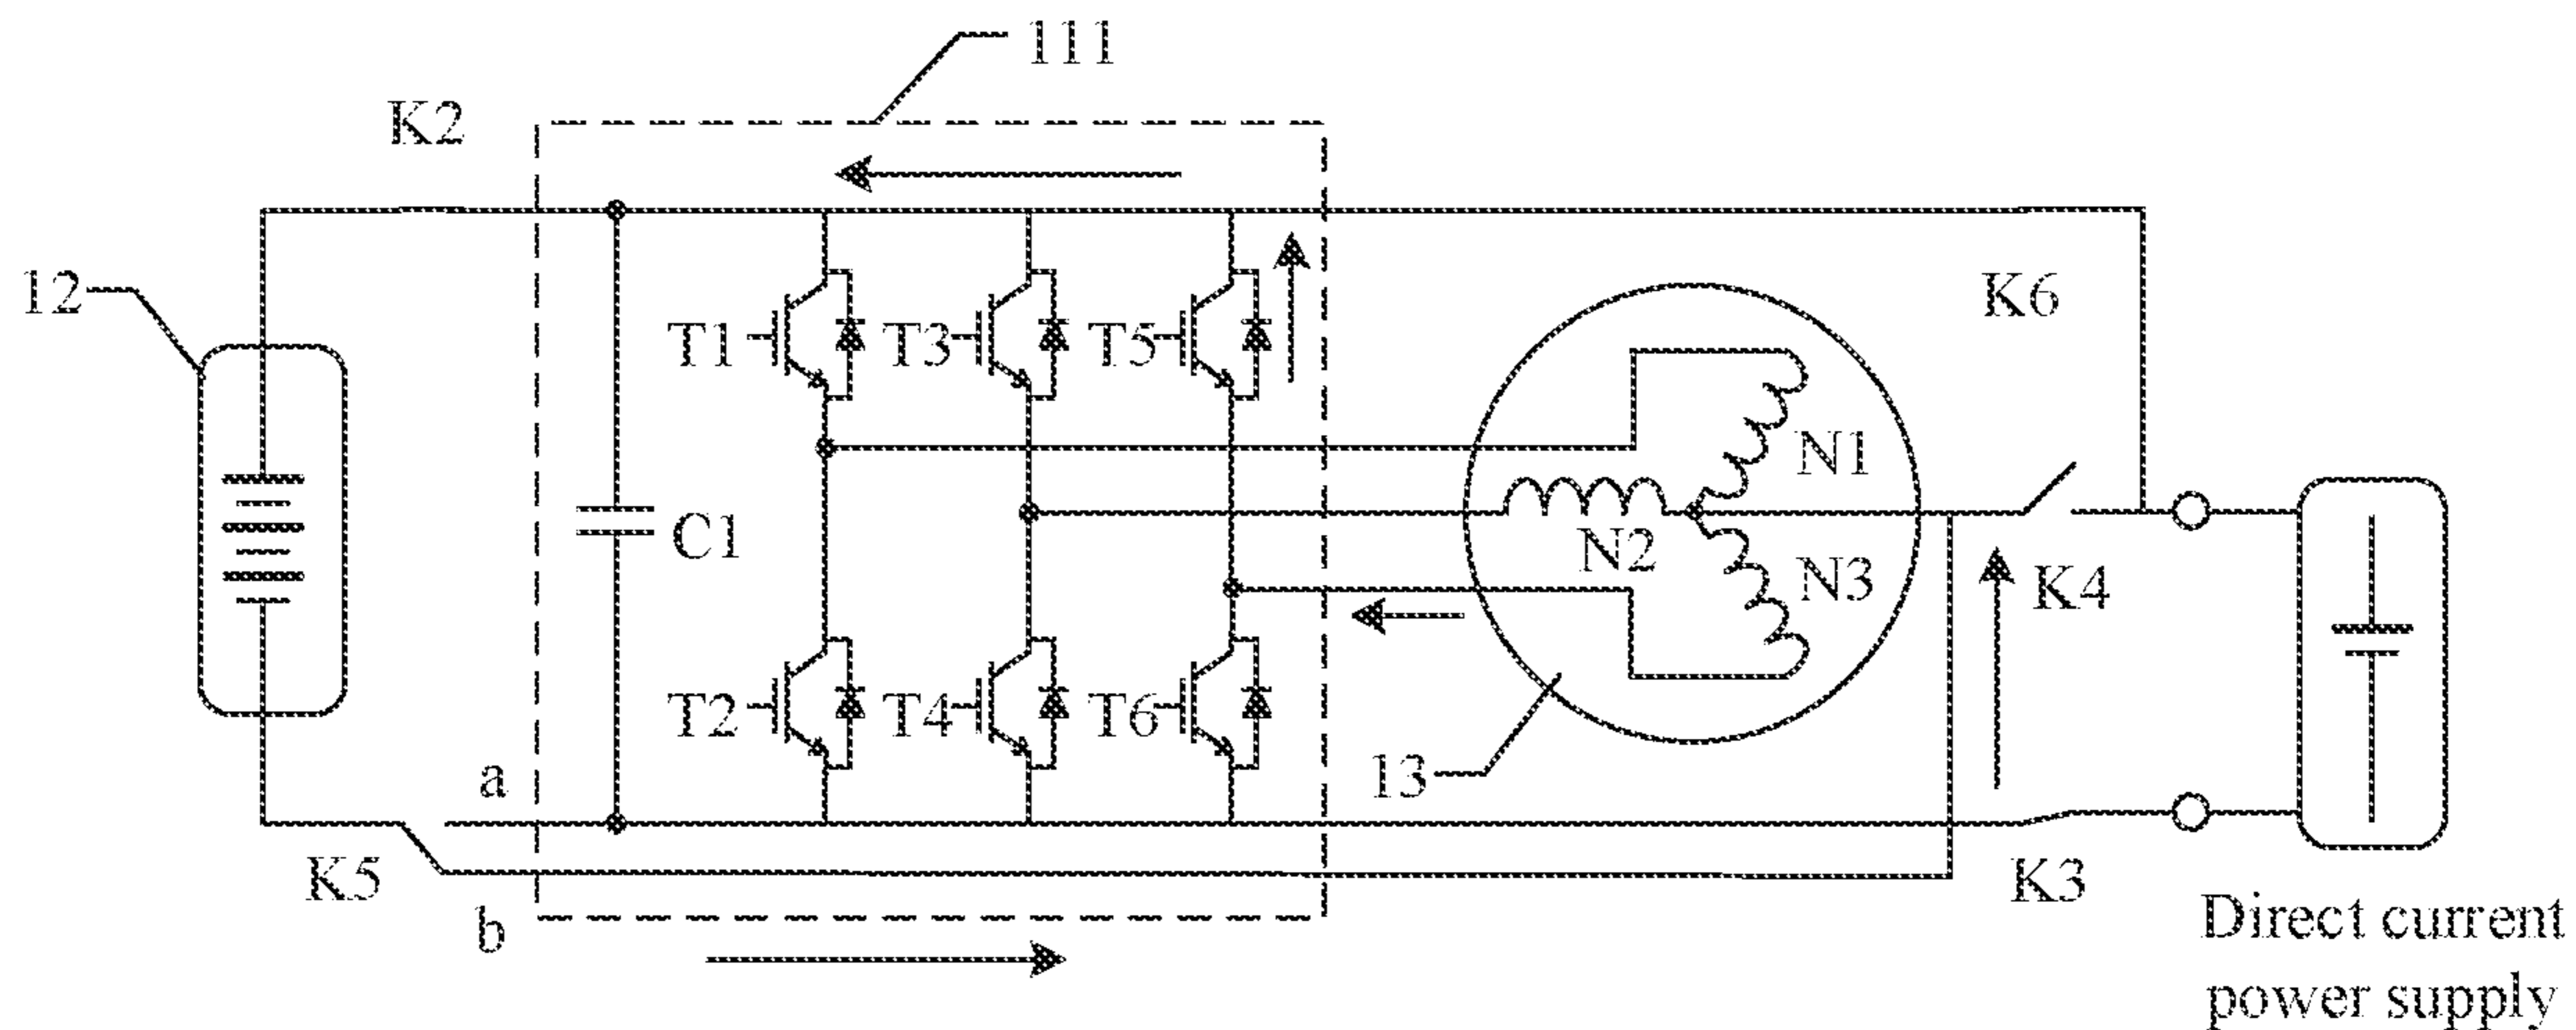 111
K2
12
K6
T1
T3
T5
N1
C1
N2
N3
K4
T2
T4
T6
13
a
K5
K3
b
Direct current
power supply